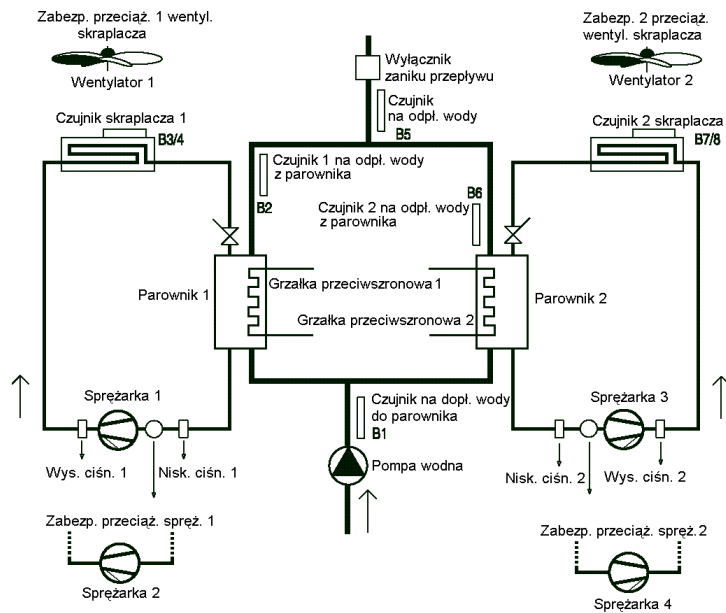 Zabezp. przeciąż. 1 wentyl.
skraplacza
Wentylator 1
Czujnik skraplacza 1
B3/4
Wyłącznik
zaniku przepływu
Czujnik
na odpł. wody
B5
Zabezp. 2 przeciąż.
wentyl. skraplacza
Wentylator 2
Czujnik 2 skraplacza
B7/8
Czujnik 1 na odpł. wody
z parownika
B2
B6
Czujnik 2 na odpł. wody
z parownika
Parownik 1
Grzałka przeciwszronowa 1
Grzałka przeciwszronowa 2
Parownik 2
Sprężarka 1
Wys. ciśn. 1
Nisk. ciśn. 1
Czujnik na dopł. wody
do parownika
B1
Pompa wodna
Sprężarka 3
Nisk. ciśn. 2
Wys. ciśn. 2
Zabezp. przeciąż. spręż. 1
Sprężarka 2
Zabezp. przeciąż. spręż.2
Sprężarka 4